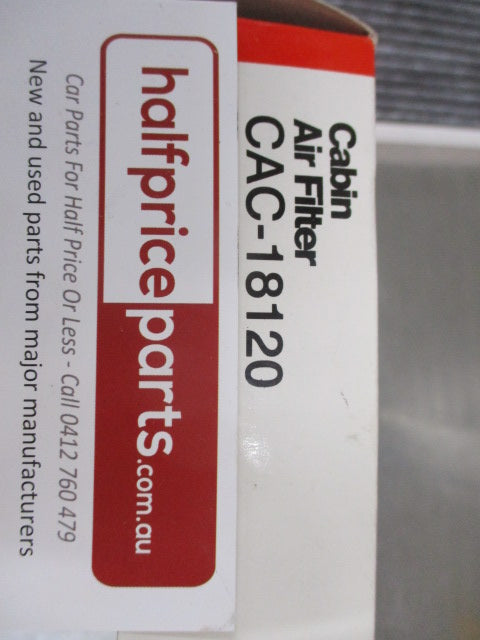 Cabin
Air Filter
CAC-18120
halfpriceparts.com.au
Car Parts For Half Price Or Less - Call 0412 760 479
New and used parts from major manufacturers